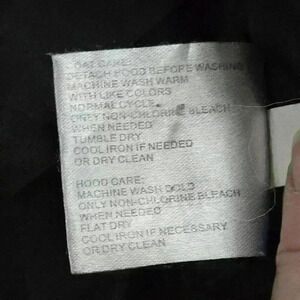 COAT CARE:
DETACH HOOD BEFORE WASHING
MACHINE WASH WARM
WITH LIKE COLORS
NORMAL CYCLE
ONLY NON-CHLORINE BLEACH
WHEN NEEDED
TUMBLE DRY
COOL IRON IF NEEDED
OR DRY CLEAN
HOOD CARE:
MACHINE WASH COLD
ONLY NON-CHLORINE BLEACH
WHEN NEEDED
FLAT DRY
COOL IRON IF NECESSARY
OR DRY CLEAN